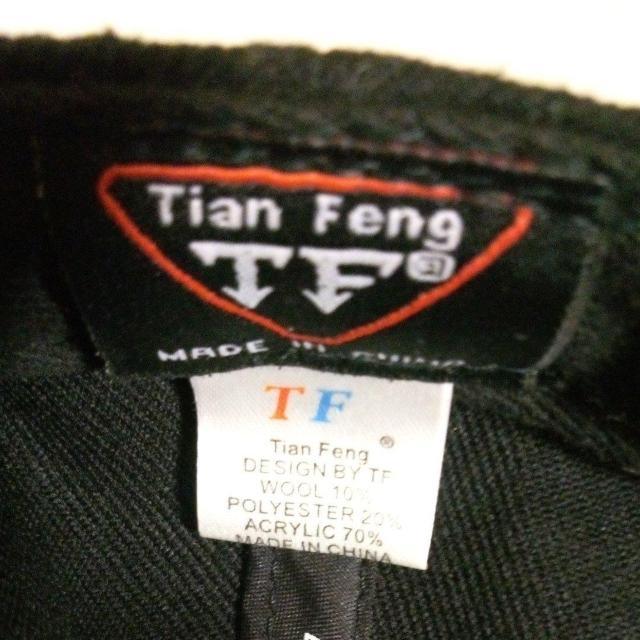 Tian Feng
TF®
MADE IN CHINA
TF
Tian Feng ®
DESIGN BY TF
WOOL 10%
POLYESTER 20%
ACRYLIC 70%
MADE IN CHINA